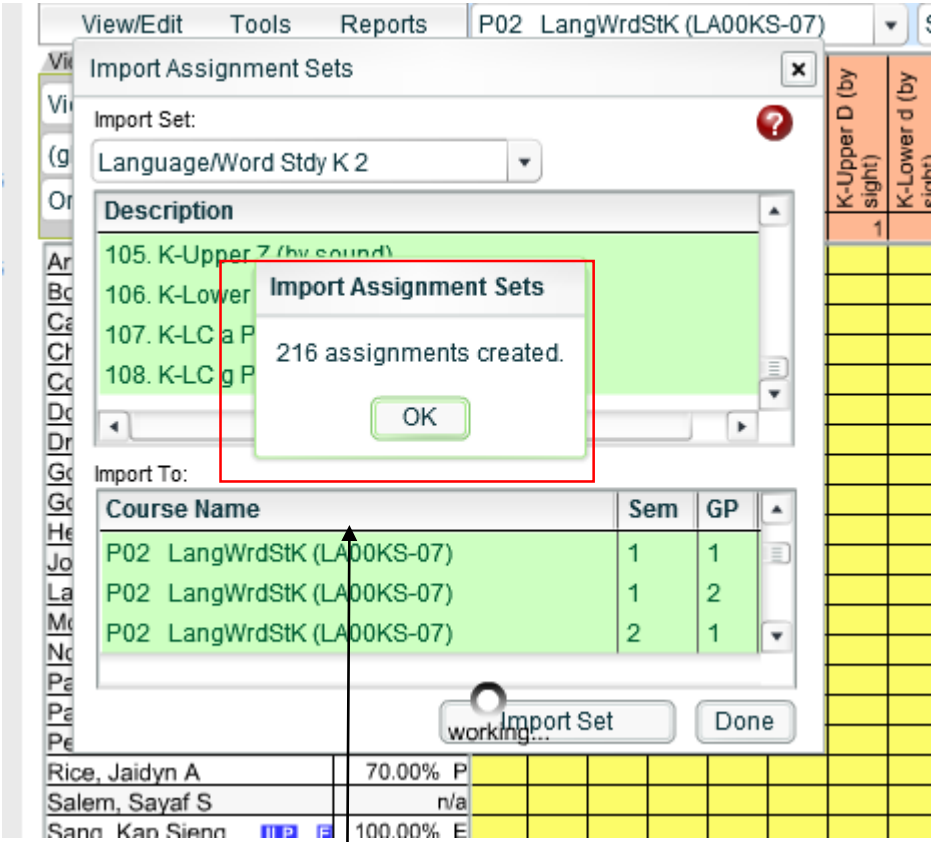 View/Edit Tools Reports P02 LangWrdStK (LA00KS-07)
Import Assignment Sets
Import Set:
Language/Word Stdy K 2
Description
105. K-Upper Z (by sound)
106. K-Lower
107. K-LC a P
108. K-LC g P
Import Assignment Sets
216 assignments created.
OK
Import To:
Course Name Sem GP
P02 LangWrdStK (LA00KS-07) 1 1
P02 LangWrdStK (LA00KS-07) 1 2
P02 LangWrdStK (LA00KS-07) 2 1
working...
Import Set Done
K-Upper D (by
sight)
1
K-Lower d (by
sight)
Rice, Jaidyn A 70.00% P
Salem, Sayaf S n/a
Sang, Kap Sieng ILP E 100.00% E